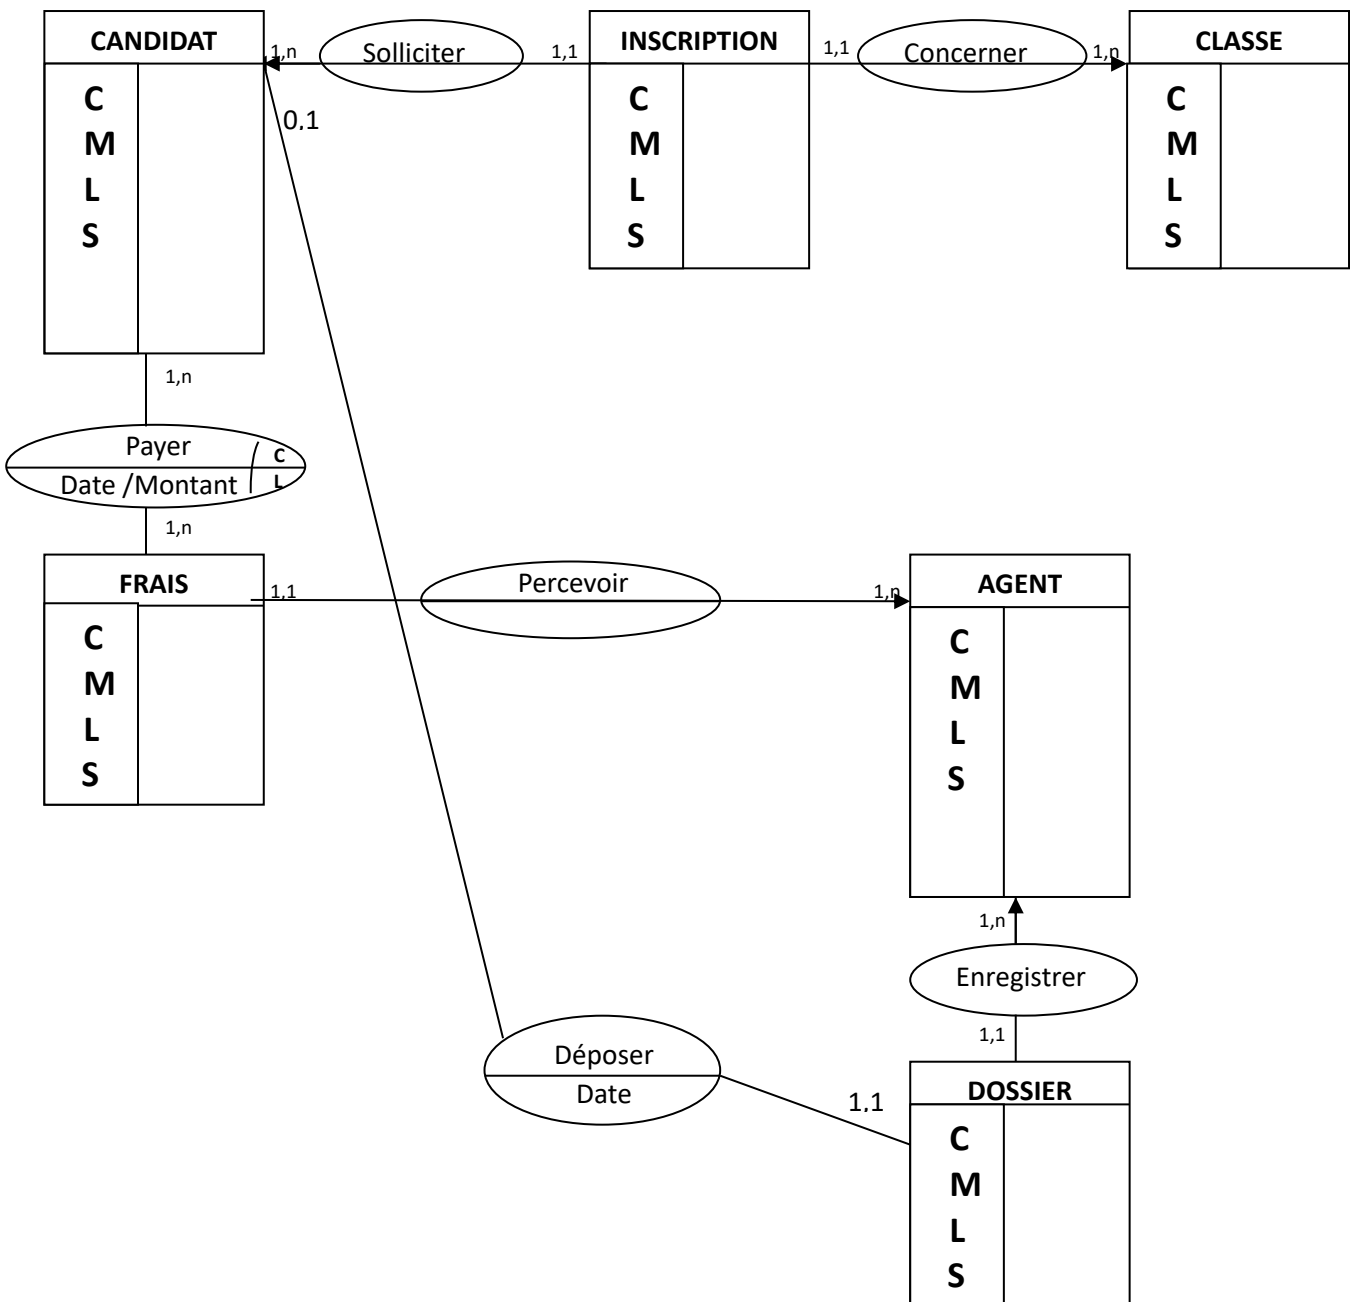 CANDIDAT
1,n
Solliciter
1,1
INSCRIPTION
1,1
Concerner
1,n
CLASSE
C
M
L
S
0,1
C
M
L
S
C
M
L
S
1,n
Payer
C
Date /Montant
L
1,n
FRAIS
1,1
Percevoir
1,n
AGENT
C
M
L
S
C
M
L
S
1,n
Enregistrer
1,1
Déposer
Date
1,1
DOSSIER
C
M
L
S